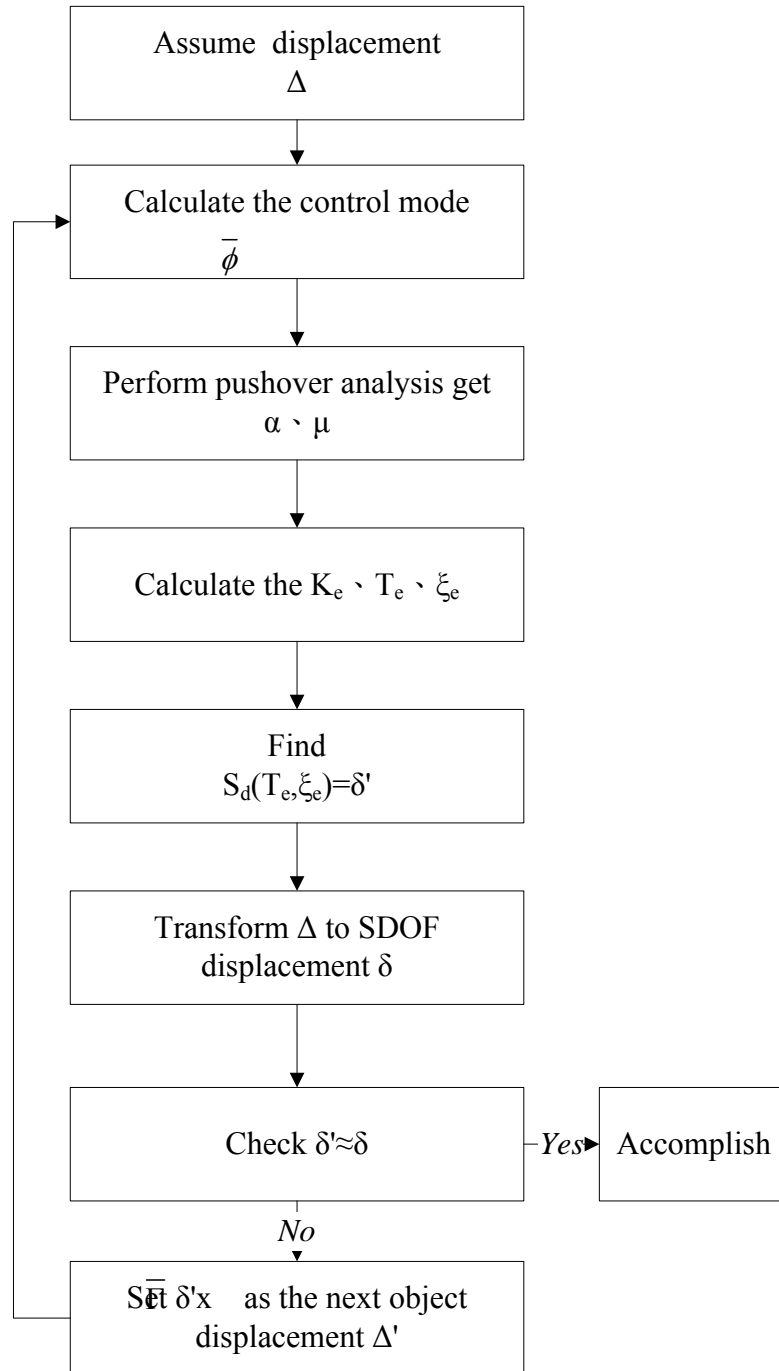 Assume displacement
Δ
Calculate the control mode
ϕ̅
Perform pushover analysis get
α、μ
Calculate the Kₑ、Tₑ、ξₑ
Find
S_d(Tₑ,ξₑ)=δ'
Transform Δ to SDOF
displacement δ
Check δ'≈δ
Yes
Accomplish
No
Set δ'x as the next object
displacement Δ'